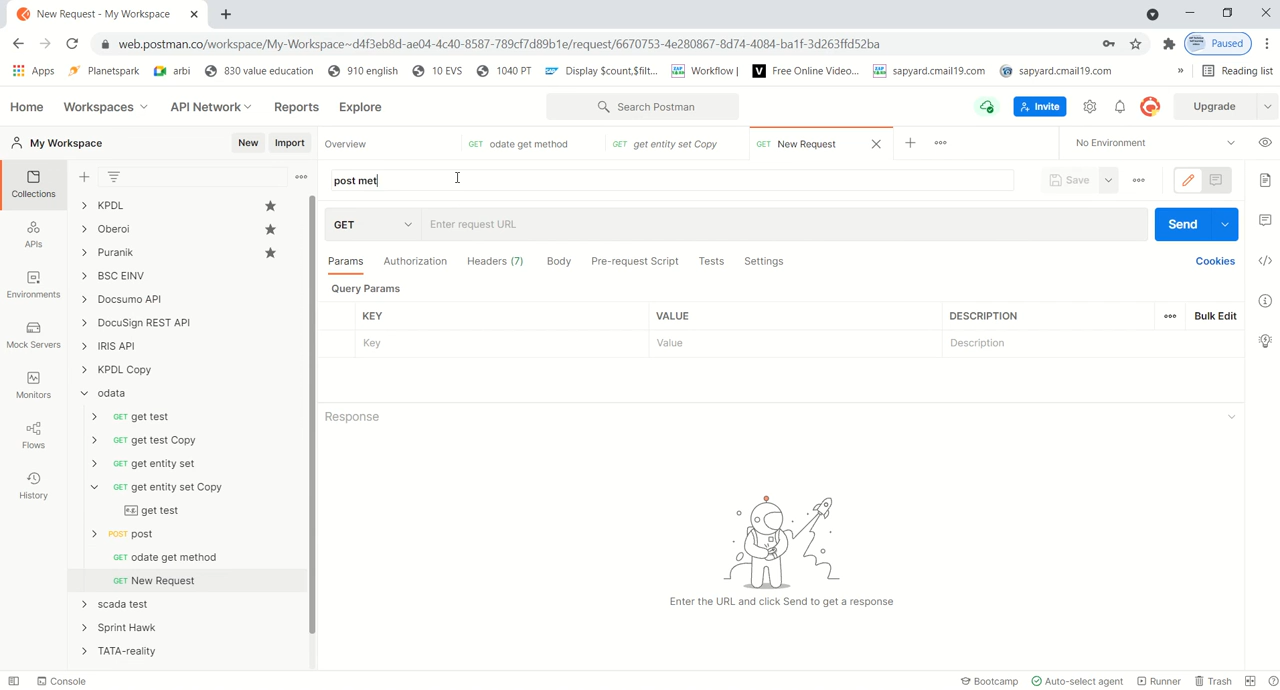 New Request - My Workspace
web.postman.co/workspace/My-Workspace~d4f3eb8d-ae04-4c40-8587-781cf7d89b1e/request/6670753-4e280867-8d74-4084-ba1f-3d263ffd52ba
Paused
Apps Planetspark arbi 830 value education 910 english 10 EVS 1040 PT Display $count,$filt... Workflow | Free Online Video... sapyard.cmail19.com sapyard.cmail19.com » Reading list
Home Workspaces API Network Reports Explore Search Postman Invite Upgrade
My Workspace New Import Overview GET odate get method GET get entity set Copy GET New Request No Environment
Collections
APIs
Environments
Mock Servers
Monitors
Flows
History
KPDL
Oberoi
Puranik
BSC EINV
Docsumo API
DocuSign REST API
IRIS API
KPDL Copy
odata
GET get test
GET get test Copy
GET get entity set
GET get entity set Copy
e.g. get test
POST post
GET odate get method
GET New Request
scada test
Sprint Hawk
TATA-reality
post met Save
GET Enter request URL Send
Params Authorization Headers (7) Body Pre-request Script Tests Settings Cookies
Query Params
KEY VALUE DESCRIPTION Bulk Edit
Key Value Description
Response
Enter the URL and click Send to get a response
Console Bootcamp Auto-select agent Runner Trash